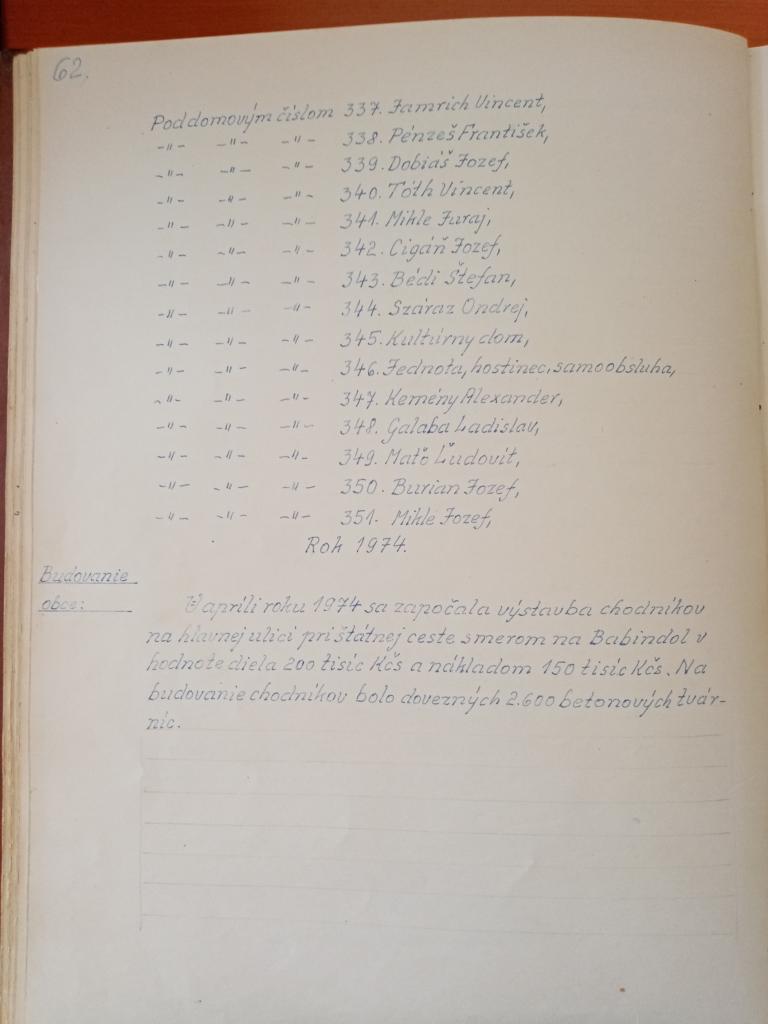 62.
Pod domovým číslom 337. Jamrich Vincent,
-"- -"- -"- 338. Pénzeš František,
-"- -"- -"- 339. Dobiáš Jozef,
-"- -"- -"- 340. Tóth Vincent,
-"- -"- -"- 341. Mikle Juraj,
-"- -"- -"- 342. Cigáň Jozef,
-"- -"- -"- 343. Bédi Štefan,
-"- -"- -"- 344. Száraz Ondrej,
-"- -"- -"- 345. Kultúrny dom,
-"- -"- -"- 346. Jednota, hostinec, samoobsluha,
-"- -"- -"- 347. Kemény Alexander,
-"- -"- -"- 348. Galaba Ladislav,
-"- -"- -"- 349. Maťo Ľudovít,
-"- -"- -"- 350. Burian Jozef,
-"- -"- -"- 351. Mikle Jozef,
Rok 1974.
Budovanie
obce:
V apríli roku 1974 sa započala výstavba chodníkov
na hlavnej ulici pri štátnej ceste smerom na Babindol v
hodnote diela 200 tisíc Kčs a nákladom 150 tisíc Kčs. Na
budovanie chodníkov bolo dovezných 2.600 betonových tvár-
nic.